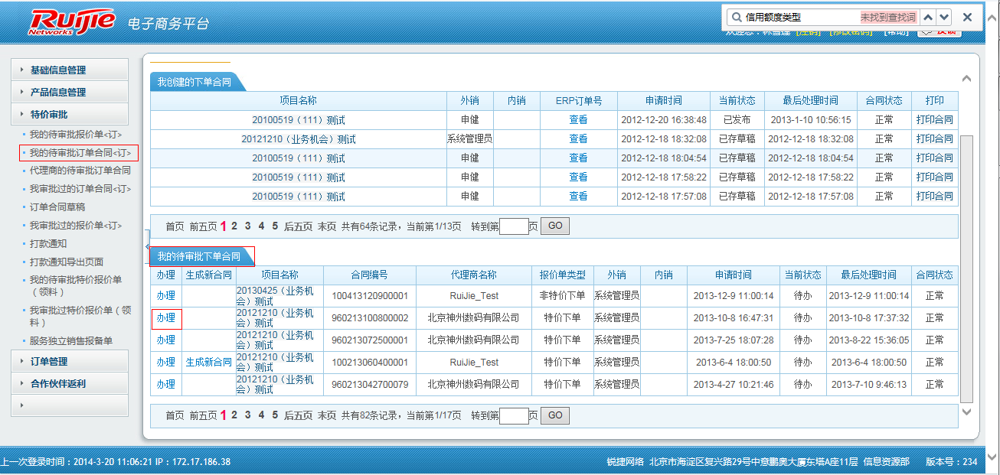 Ruijie
Networks
电子商务平台
信用额度类型 未找到查找词
基础信息管理
产品信息管理
特价审批
我的待审批报价单<订>
我的待审批订单合同<订>
代理商的待审批订单合同
我审批过的订单合同<订>
订单合同草稿
我审批过的报价单<订>
打款通知
打款通知导出页面
我的待审批特价报价单
（领料）
我审批过特价报价单（领
料）
服务独立销售报备单
订单管理
合作伙伴返利
我创建的下单合同
项目名称 外销 内销 ERP订单号 申请时间 当前状态 最后处理时间 合同状态 打印
20100519（111）测试 申健 查看 2012-12-20 16:38:48 已发布 2013-1-10 10:56:15 正常 打印合同
20121210（业务机会）测试 系统管理员 查看 2012-12-18 18:32:08 已存草稿 2012-12-18 18:32:08 正常 打印合同
20100519（111）测试 申健 查看 2012-12-18 18:04:54 已存草稿 2012-12-18 18:04:54 正常 打印合同
20100519（111）测试 申健 查看 2012-12-18 17:58:22 已存草稿 2012-12-18 17:58:22 正常 打印合同
20100519（111）测试 申健 查看 2012-12-18 17:57:08 已存草稿 2012-12-18 17:57:08 正常 打印合同
首页 前五页 1 2 3 4 5 后五页 末页 共有64条记录，当前第1/13页 转到第 页 GO
我的待审批下单合同
办理 生成新合同 项目名称 合同编号 代理商名称 报价单类型 外销 内销 申请时间 当前状态 最后处理时间 合同状态
办理 20130425（业务机会）测试 100413120900001 RuiJie_Test 非特价下单 系统管理员 2013-12-9 11:00:14 待办 2013-12-9 11:00:14 正常
办理 20121210（业务机会）测试 960213100800002 北京神州数码有限公司 特价下单 系统管理员 2013-10-8 16:47:31 待办 2013-10-8 17:37:32 正常
办理 20121210（业务机会）测试 960213072500001 北京神州数码有限公司 特价下单 系统管理员 2013-7-25 18:07:28 待办 2013-8-22 15:36:05 正常
办理 生成新合同 20121210（业务机会）测试 100213060400001 RuiJie_Test 特价下单 系统管理员 2013-6-4 18:00:50 待办 2013-6-4 18:00:50 正常
办理 20121210（业务机会）测试 960213042700079 北京神州数码有限公司 特价下单 系统管理员 2013-4-27 10:21:46 待办 2013-7-10 9:46:13 正常
首页 前五页 1 2 3 4 5 后五页 末页 共有82条记录，当前第1/17页 转到第 页 GO
上一次登录时间：2014-3-20 11:06:21 IP：172.17.186.38
锐捷网络 北京市海淀区复兴路29号中意鹏奥大厦东塔A座11层 信息资源部 版本号：234